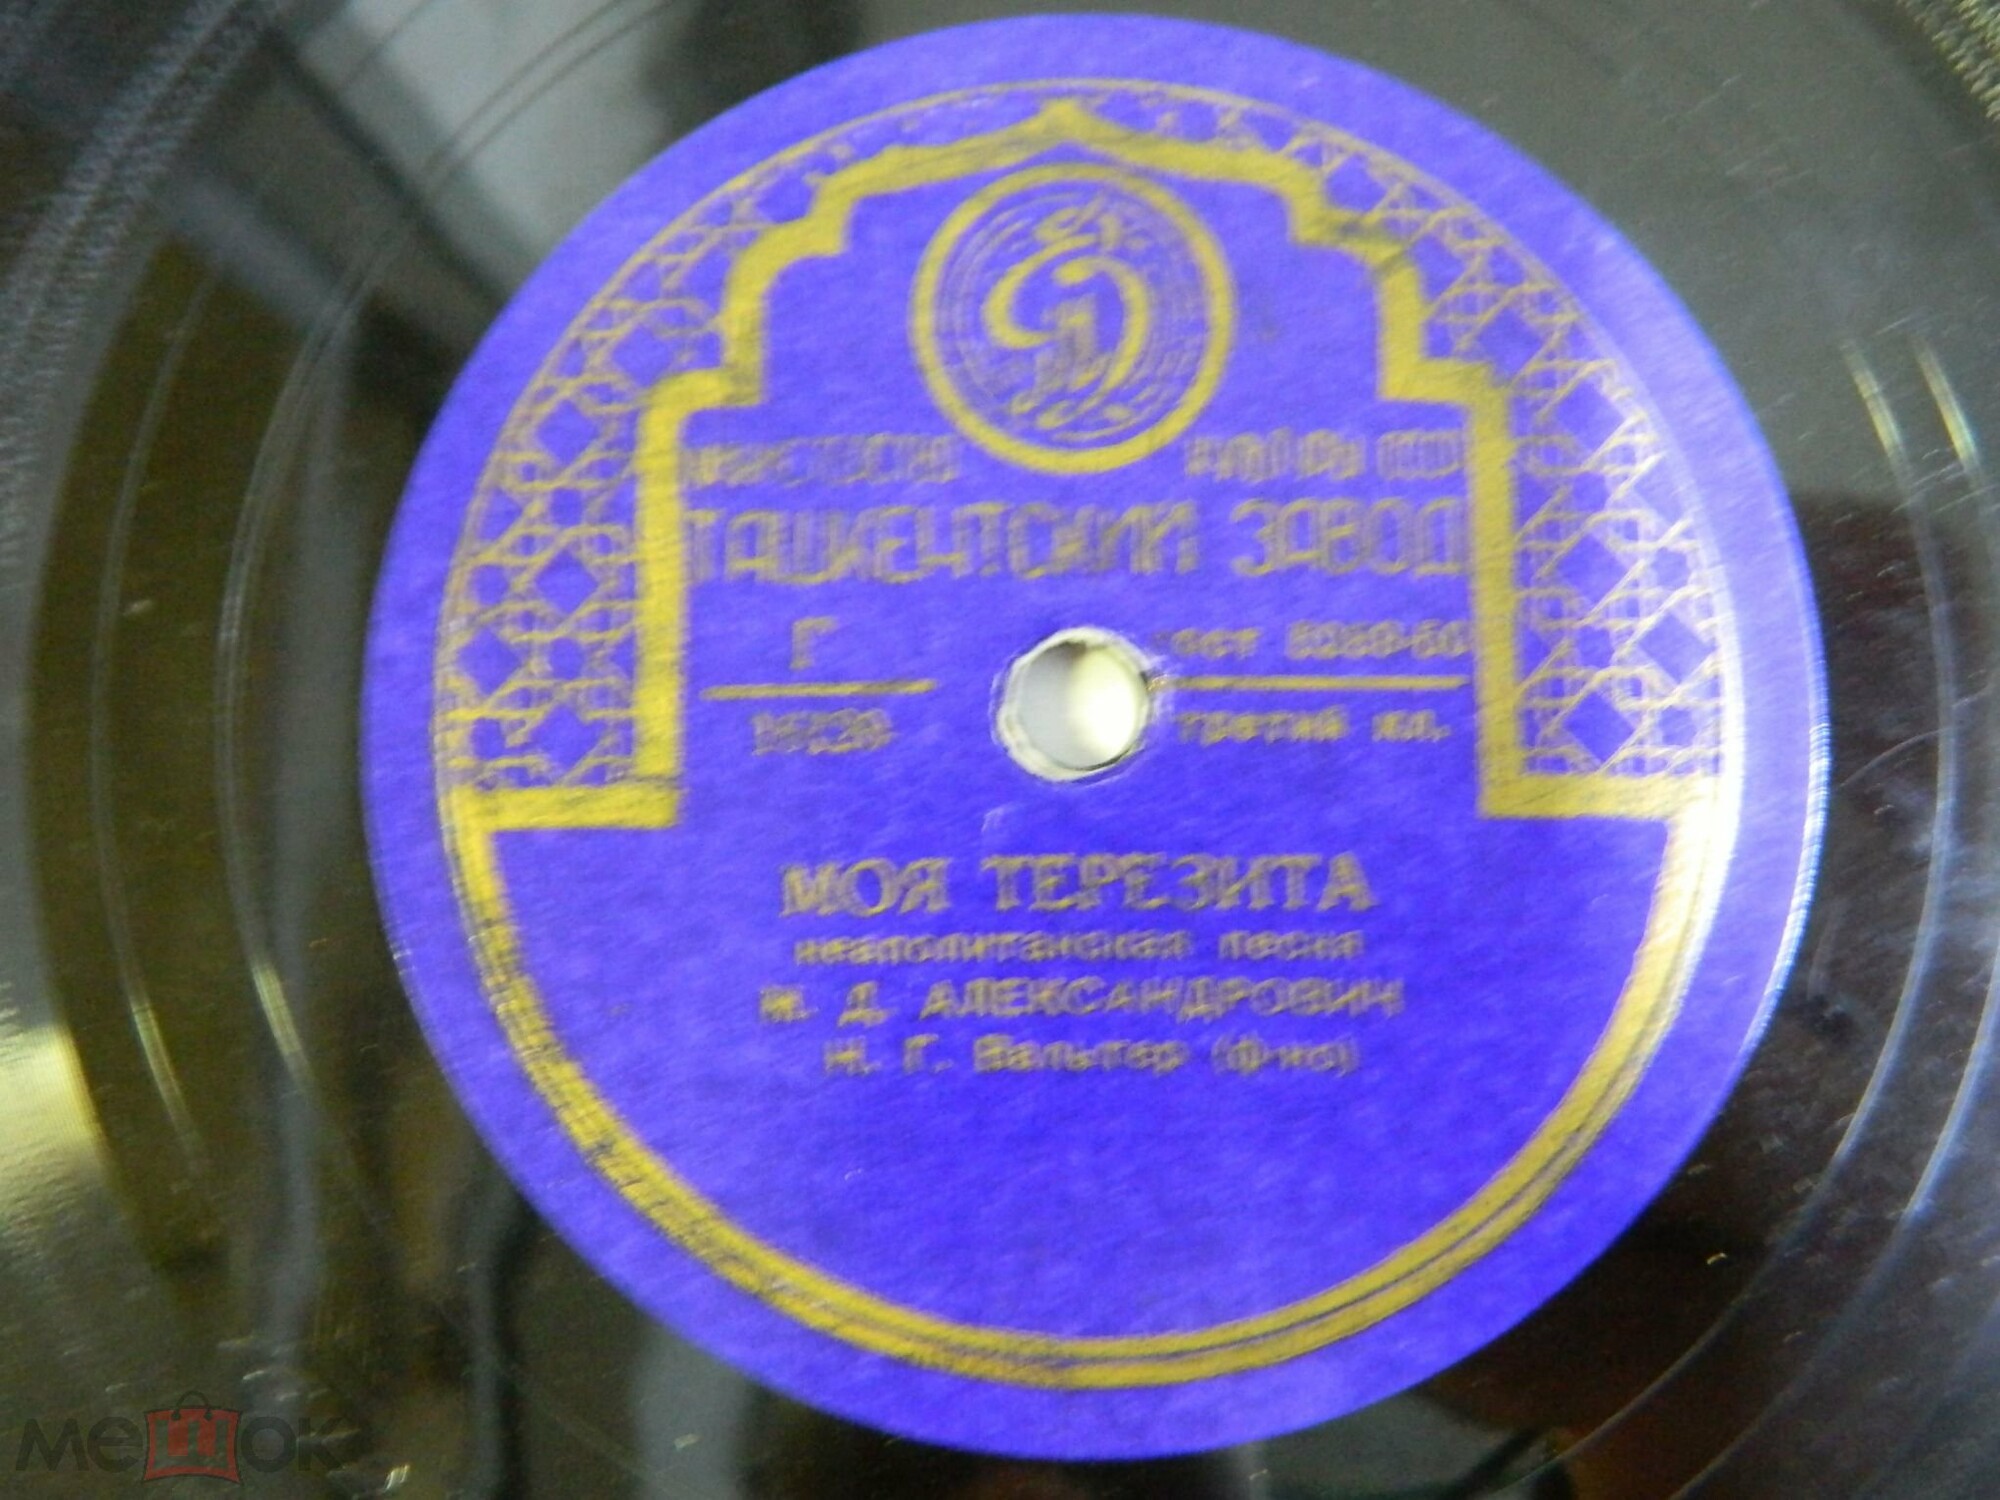 ТАШКЕНТСКИЙ ЗАВОД
Г
третий кл.
МОЯ ТЕРЕЗИТА
неаполитанская песня
М. Д. АЛЕКСАНДРОВИЧ
Н. Г. Вальтер (ф-но)
мешок